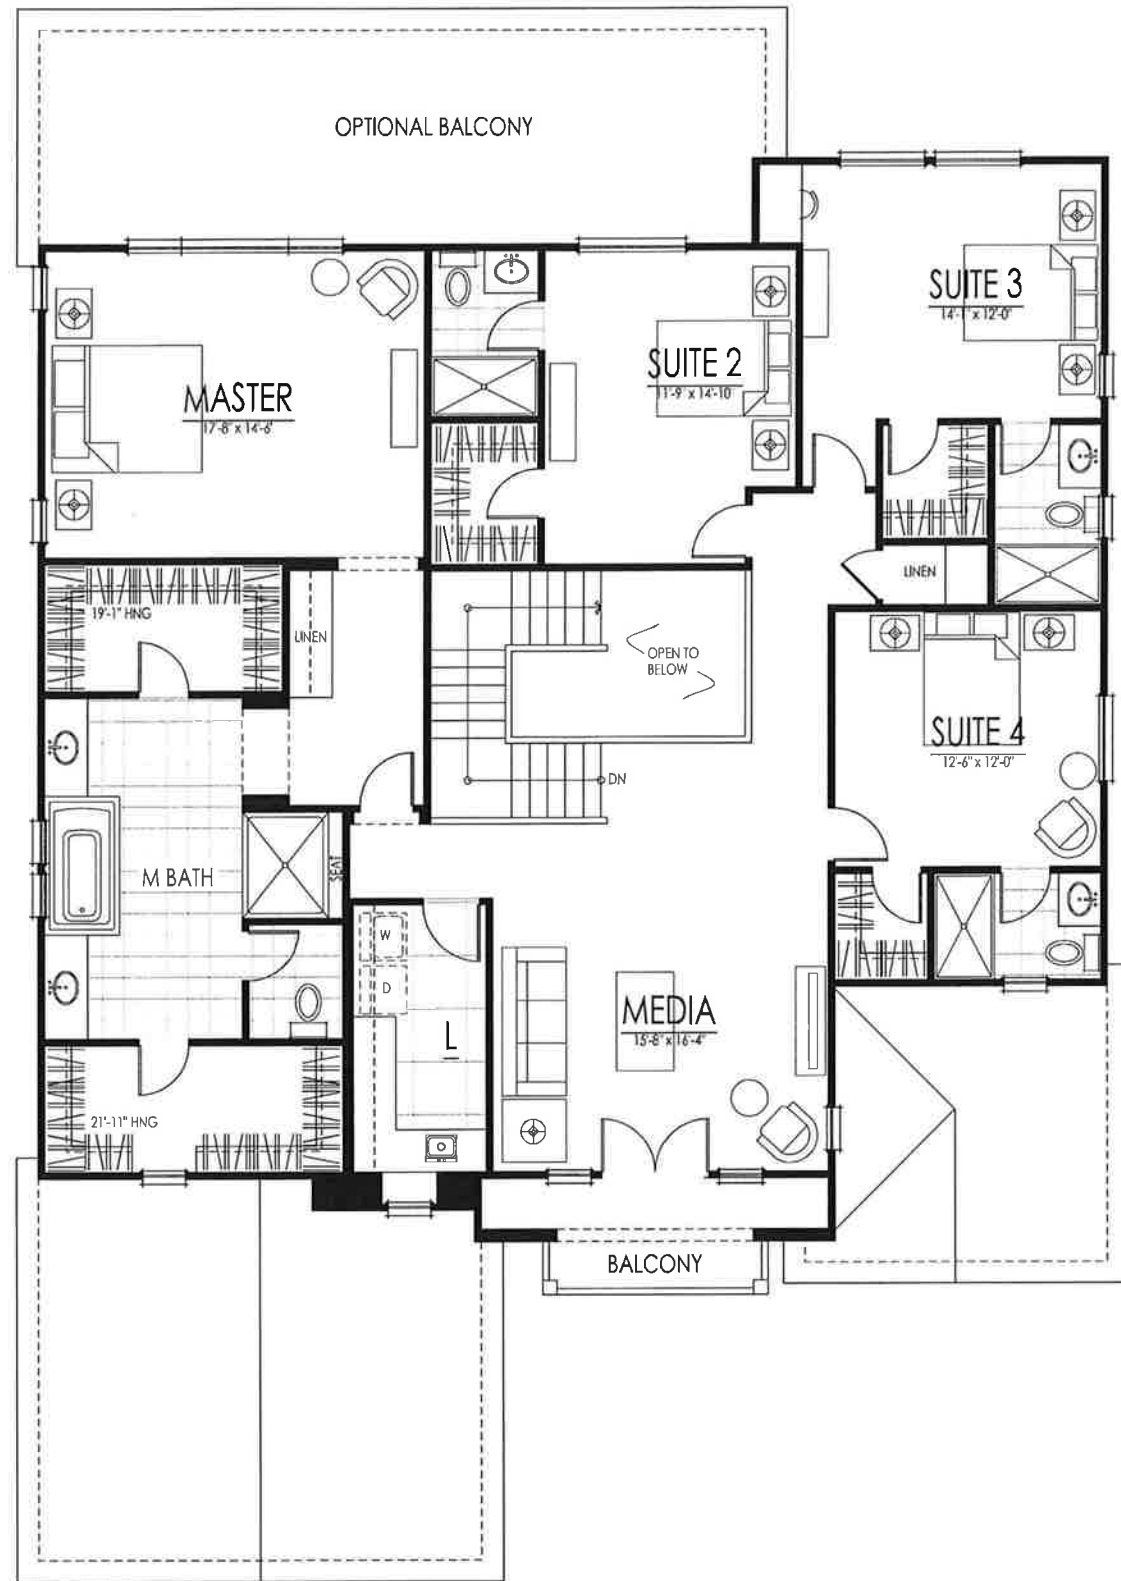 OPTIONAL BALCONY
SUITE 3
14'-1" x 12'-0"
SUITE 2
11'-9" x 14'-10
MASTER
17'-8" x 14'-6"
LINEN
19'-1" HNG
LINEN
OPEN TO
BELOW
SUITE 4
12'-6" x 12'-0"
DN
M BATH
SEAT
W
D
MEDIA
15'-8" x 16'-4"
L
21'-11" HNG
BALCONY